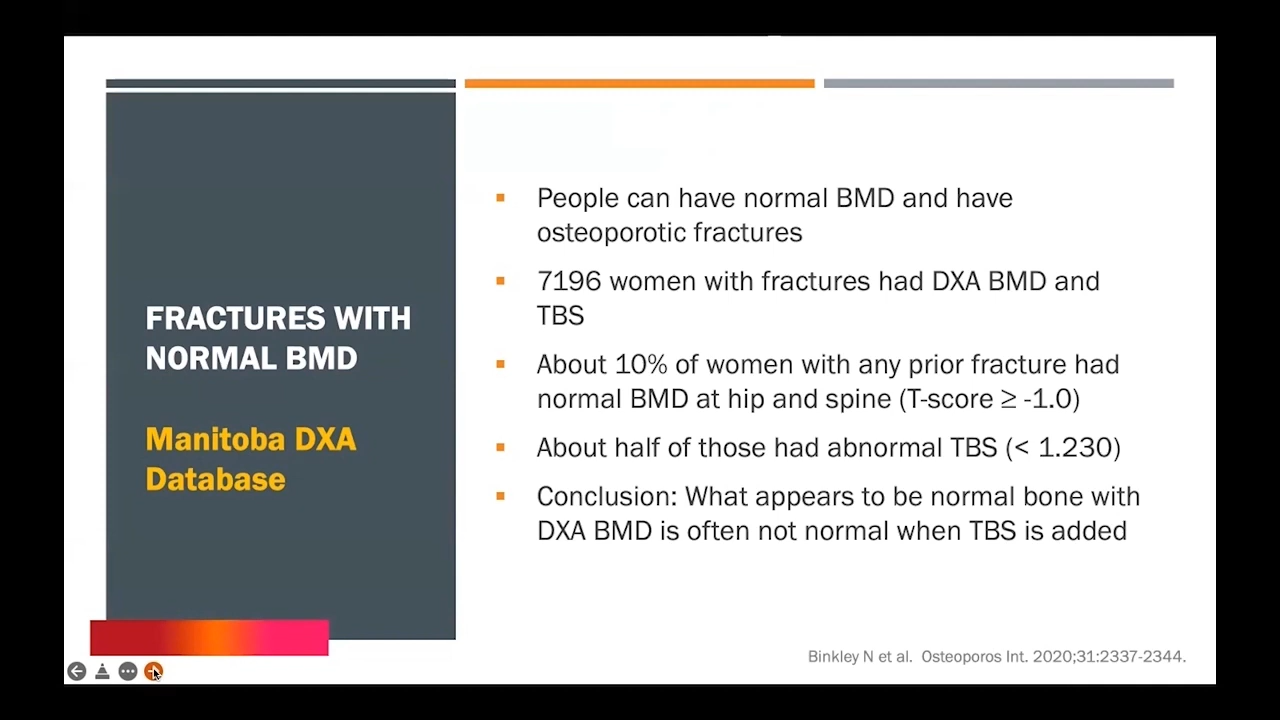 FRACTURES WITH
NORMAL BMD
Manitoba DXA
Database
People can have normal BMD and have
osteoporotic fractures
7196 women with fractures had DXA BMD and
TBS
About 10% of women with any prior fracture had
normal BMD at hip and spine (T-score ≥ -1.0)
About half of those had abnormal TBS (< 1.230)
Conclusion: What appears to be normal bone with
DXA BMD is often not normal when TBS is added
Binkley N et al. Osteoporos Int. 2020;31:2337-2344.